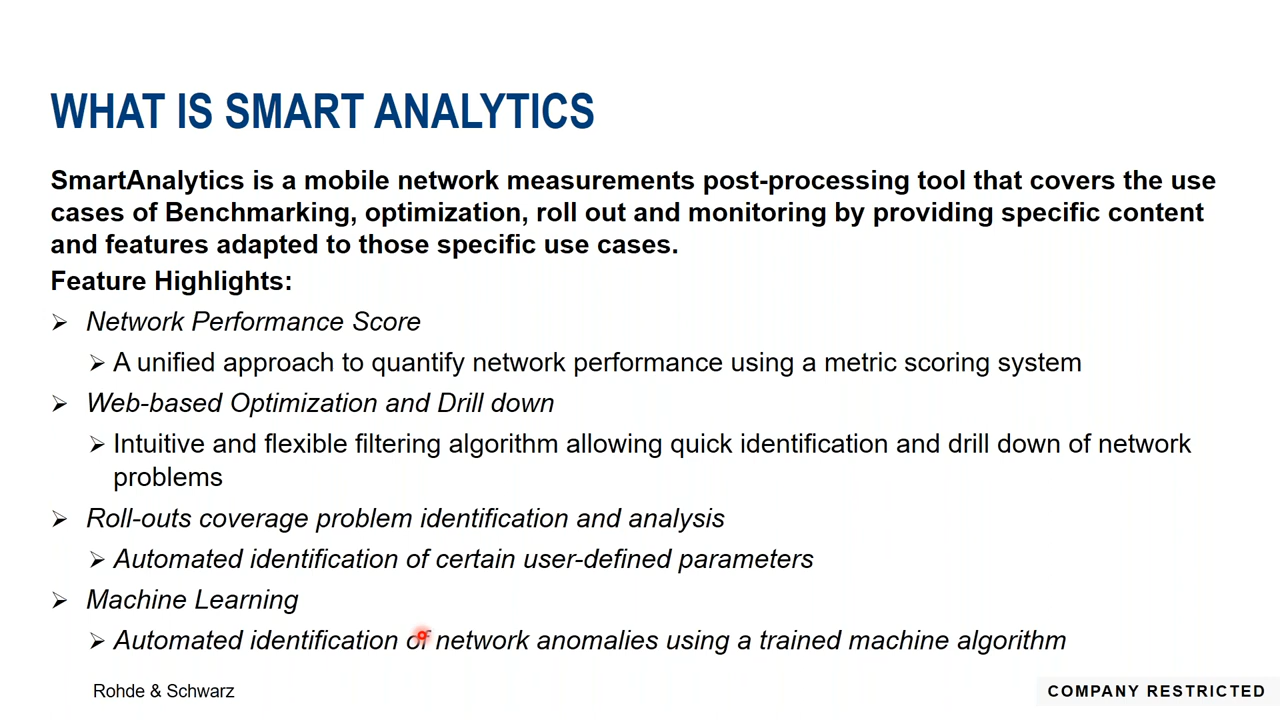 WHAT IS SMART ANALYTICS
SmartAnalytics is a mobile network measurements post-processing tool that covers the use
cases of Benchmarking, optimization, roll out and monitoring by providing specific content
and features adapted to those specific use cases.
Feature Highlights:
Network Performance Score
A unified approach to quantify network performance using a metric scoring system
Web-based Optimization and Drill down
Intuitive and flexible filtering algorithm allowing quick identification and drill down of network
problems
Roll-outs coverage problem identification and analysis
Automated identification of certain user-defined parameters
Machine Learning
Automated identification of network anomalies using a trained machine algorithm
Rohde & Schwarz
COMPANY RESTRICTED